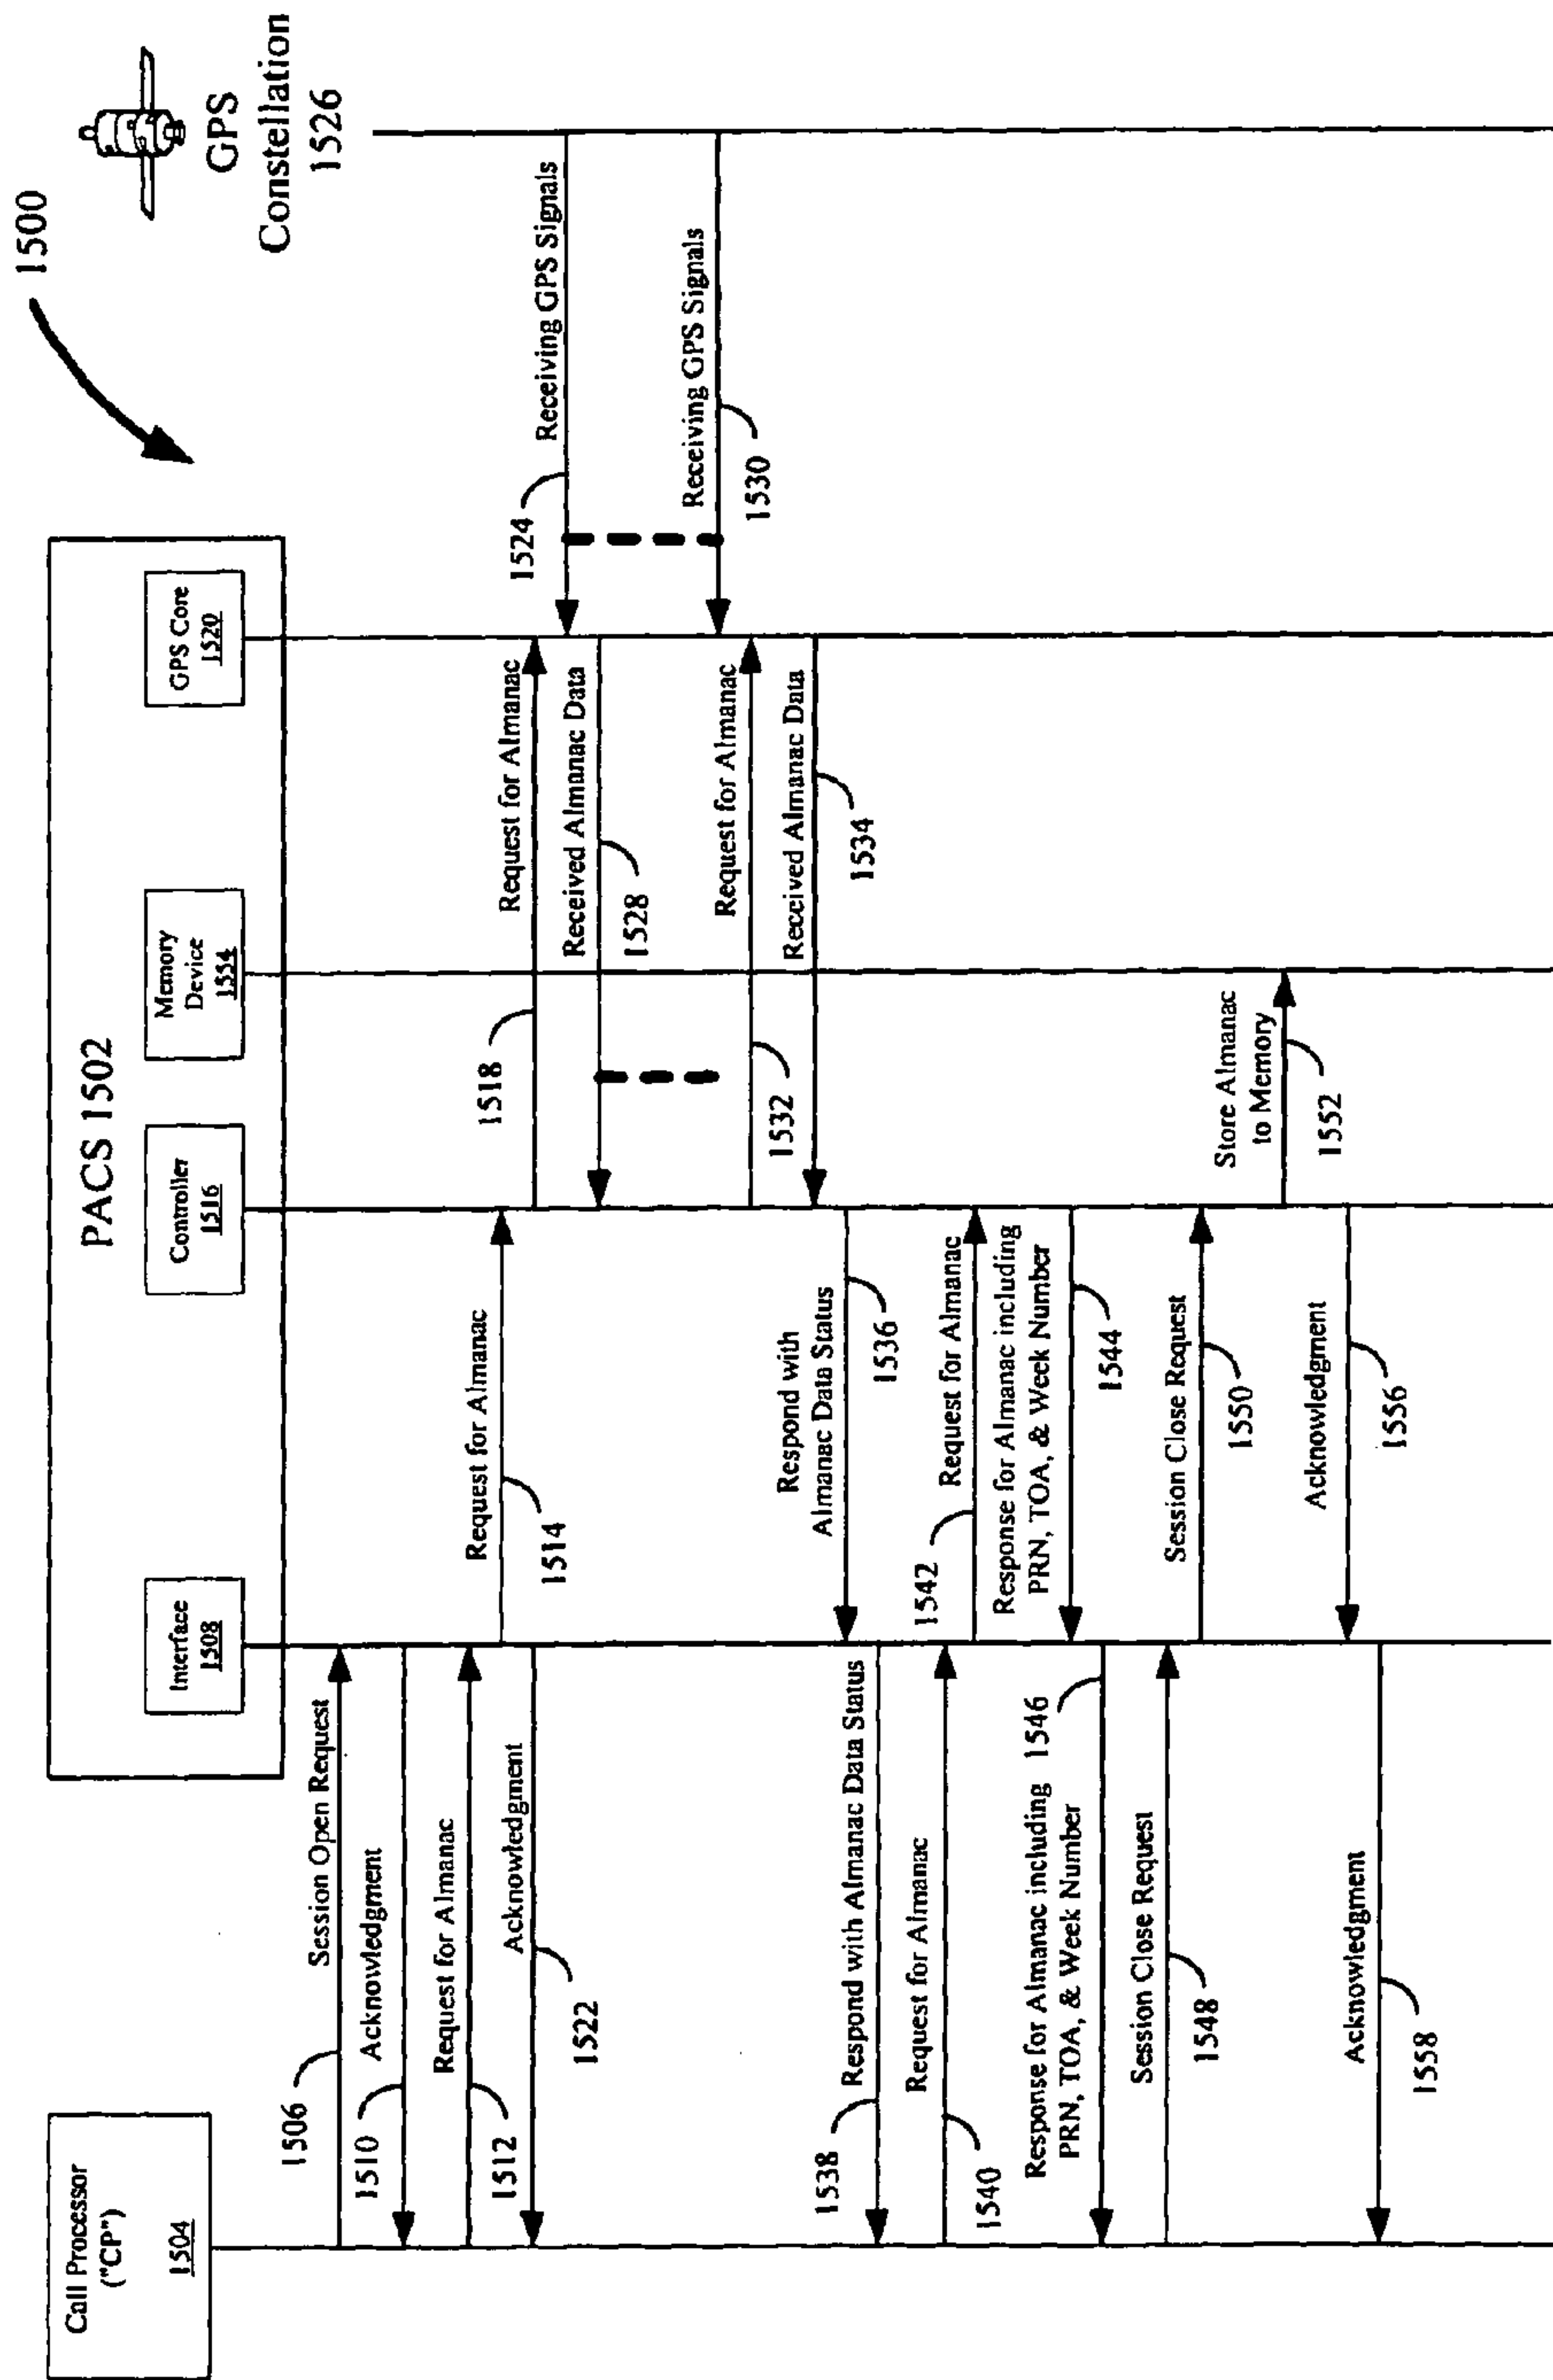 1500
GPS
Constellation
1526
PACS 1502
Call Processor
("CP")
1504
Interface
1508
Controller
1516
Memory
Device
1554
GPS Core
1520
Session Open Request
1506
Acknowledgment
1510
Request for Almanac
1512
Request for Almanac
1514
Request for Almanac
1518
Acknowledgment
1522
Receiving GPS Signals
1524
Received Almanac Data
1528
Receiving GPS Signals
1530
Request for Almanac
1532
Received Almanac Data
1534
Respond with
Almanac Data Status
1536
Respond with Almanac Data Status
1538
Request for Almanac
1540
Request for Almanac
1542
Response for Almanac including
PRN, TOA, & Week Number
1544
Response for Almanac including
PRN, TOA, & Week Number
1546
Session Close Request
1548
Session Close Request
1550
Store Almanac
to Memory
1552
Acknowledgment
1556
Acknowledgment
1558